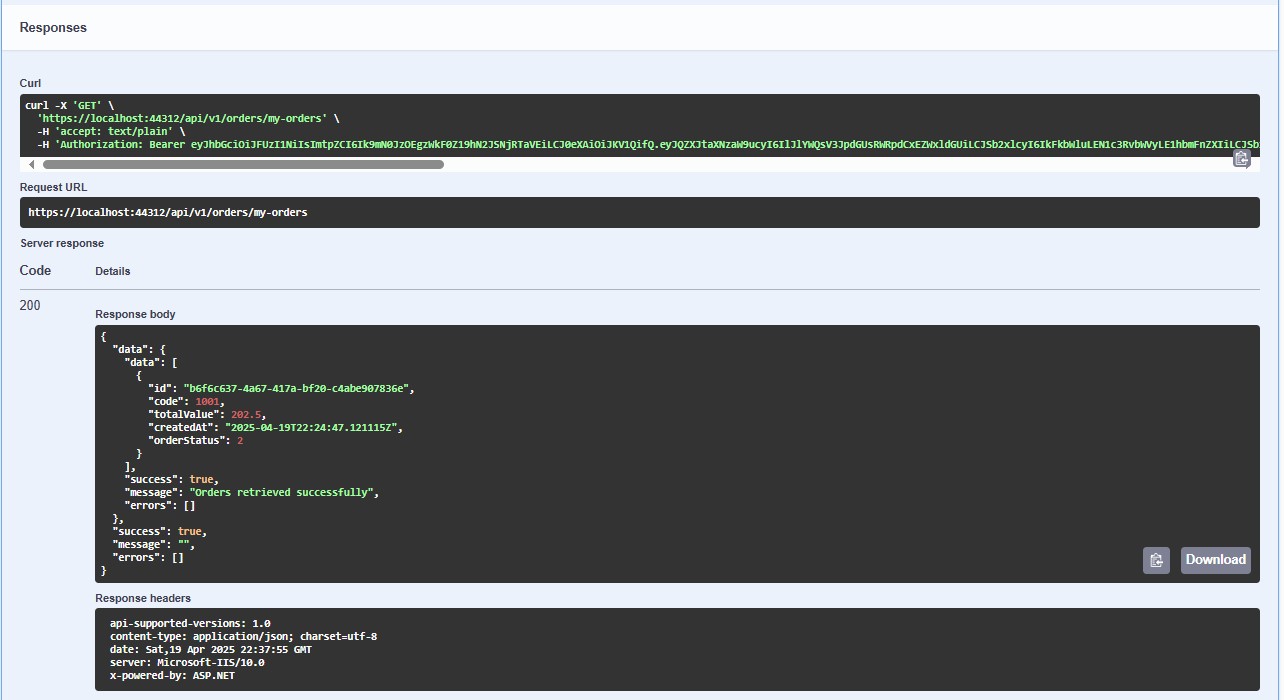 Responses
Curl
curl -X 'GET' \
  'https://localhost:44312/api/v1/orders/my-orders' \
  -H 'accept: text/plain' \
  -H 'Authorization: Bearer
Request URL
https://localhost:44312/api/v1/orders/my-orders
Server response
Code Details
200
Response body
{
  "data": {
    "data": [
      {
        "id": "b6f6c637-4a67-417a-bf20-c4abe907836e",
        "code": 1001,
        "totalValue": 202.5,
        "createdAt": "2025-04-19T22:24:47.121115Z",
        "orderStatus": 2
      }
    ],
    "success": true,
    "message": "Orders retrieved successfully",
    "errors": []
  },
  "success": true,
  "message": "",
  "errors": []
}
Download
Response headers
api-supported-versions: 1.0
content-type: application/json; charset=utf-8
date: Sat,19 Apr 2025 22:37:55 GMT
server: Microsoft-IIS/10.0
x-powered-by: ASP.NET